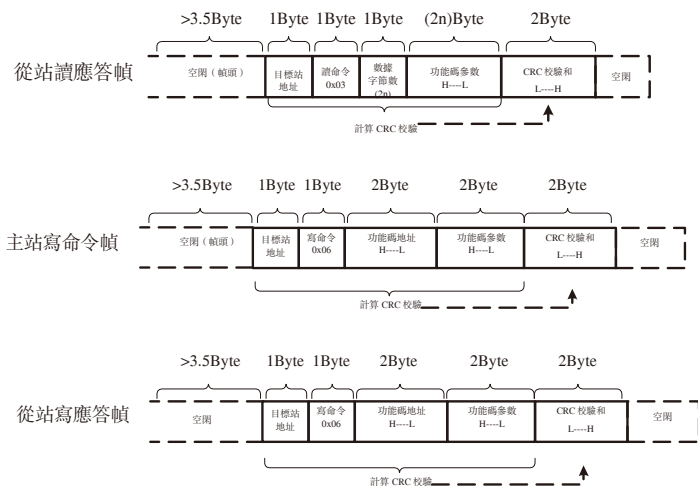 >3.5Byte 1Byte 1Byte 1Byte (2n)Byte 2Byte
從站讀應答幀
空閑（幀頭）
目標站
地址
讀命令
0x03
數據
字節數
(2n)
功能碼參數
H----L
CRC 校驗和
L----H
空閑
計算 CRC 校驗
>3.5Byte 1Byte 1Byte 2Byte 2Byte 2Byte
主站寫命令幀
空閑（幀頭）
目標站
地址
寫命令
0x06
功能碼地址
H----L
功能碼參數
H----L
CRC 校驗和
L----H
空閑
計算 CRC 校驗
>3.5Byte 1Byte 1Byte 2Byte 2Byte 2Byte
從站寫應答幀
空閑
目標站
地址
寫命令
0x06
功能碼地址
H----L
功能碼參數
H----L
CRC 校驗和
L----H
空閑
計算 CRC 校驗